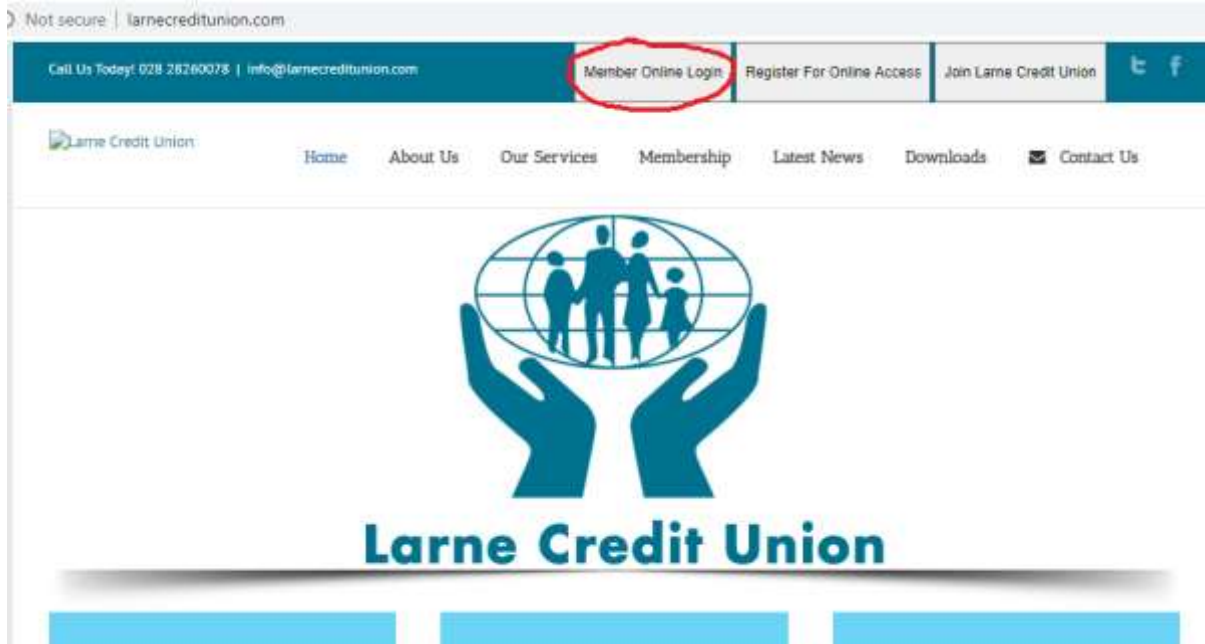 Not secure | larnecreditunion.com
Call Us Today! 028 28260078 | info@larnecreditunion.com
Member Online Login
Register For Online Access
Join Larne Credit Union
Larne Credit Union
Home
About Us
Our Services
Membership
Latest News
Downloads
Contact Us
Larne Credit Union